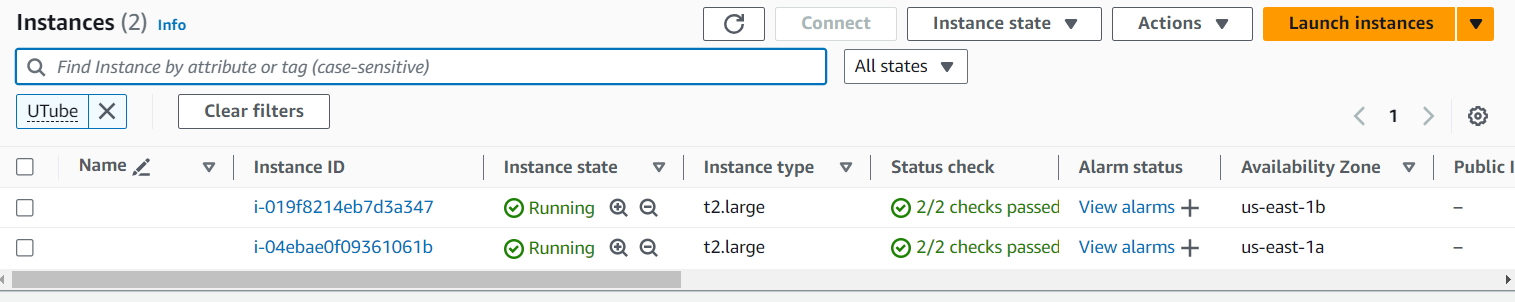 Instances (2) Info Connect Instance state Actions Launch instances
Find Instance by attribute or tag (case-sensitive) All states
UTube Clear filters 1
Name Instance ID Instance state Instance type Status check Alarm status Availability Zone Public I
i-019f8214eb7d3a347 Running t2.large 2/2 checks passed View alarms us-east-1b –
i-04ebae0f09361061b Running t2.large 2/2 checks passed View alarms us-east-1a –